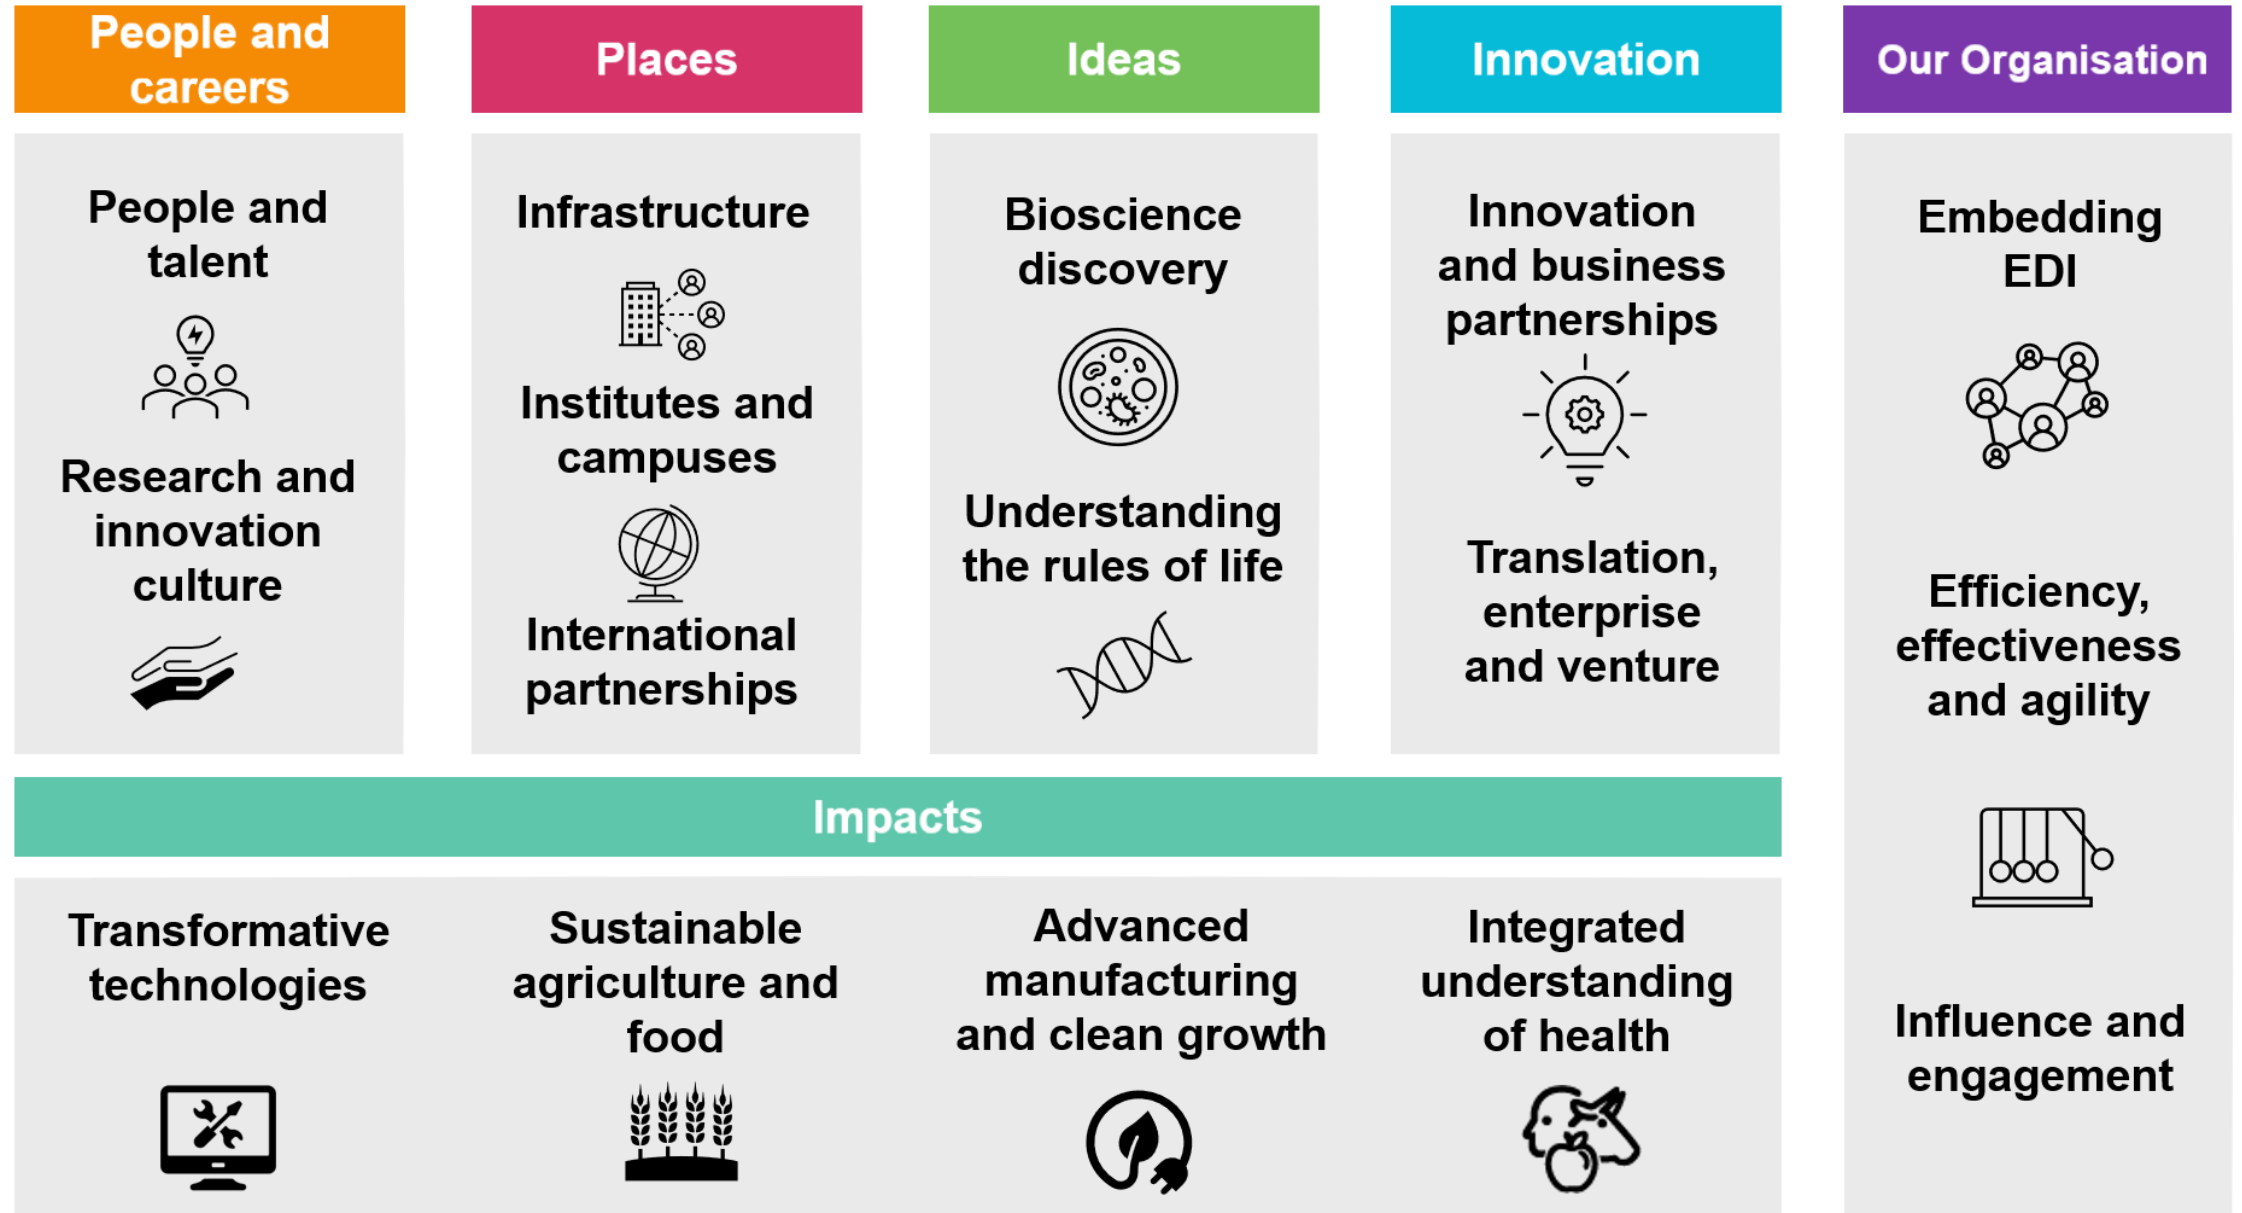 People and
careers
People and
talent
Research and
innovation
culture
Places
Infrastructure
Institutes and
campuses
International
partnerships
Ideas
Bioscience
discovery
Understanding
the rules of life
Innovation
Innovation
and business
partnerships
Translation,
enterprise
and venture
Our Organisation
Embedding
EDI
Efficiency,
effectiveness
and agility
Influence and
engagement
Impacts
Transformative
technologies
Sustainable
agriculture and
food
Advanced
manufacturing
and clean growth
Integrated
understanding
of health